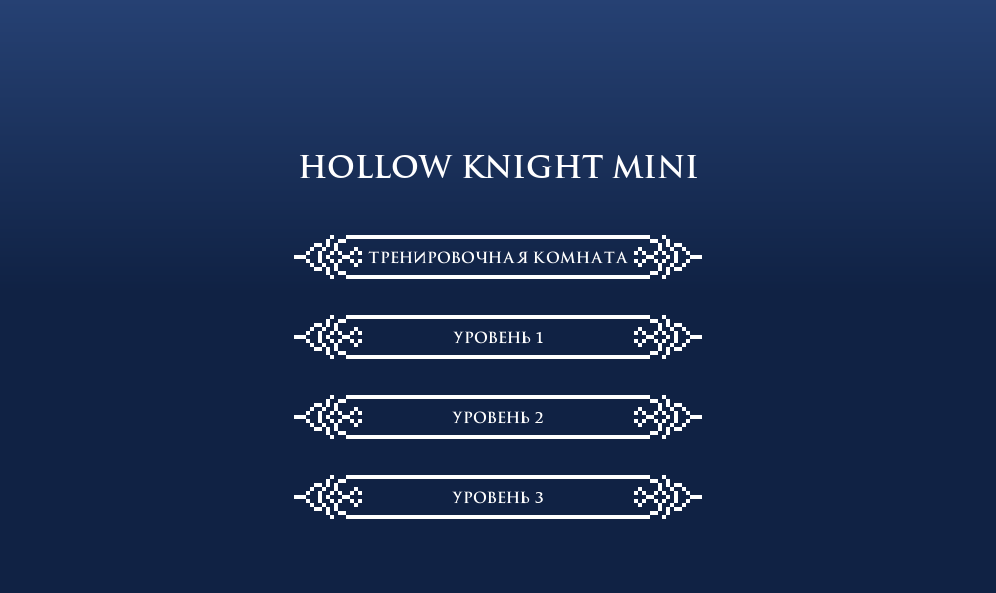 HOLLOW KNIGHT MINI
ТРЕНИРОВОЧНАЯ КОМНАТА
УРОВЕНЬ 1
УРОВЕНЬ 2
УРОВЕНЬ 3